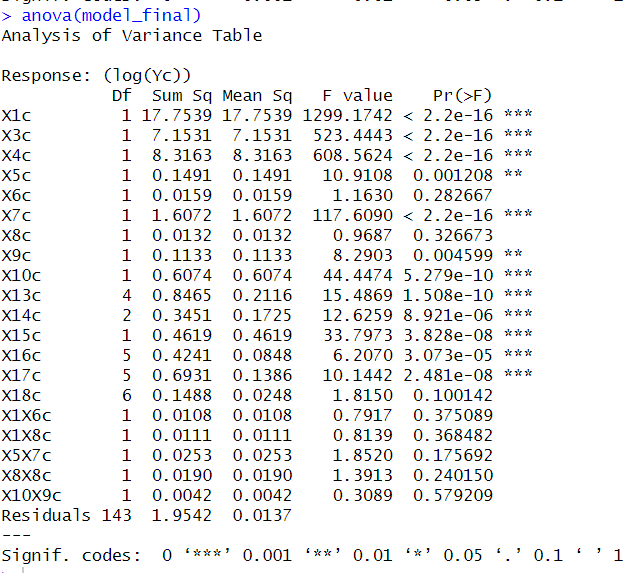 > anova(model_final)
Analysis of Variance Table
Response: (log(Yc))
Df Sum Sq Mean Sq F value Pr(>F)
X1c 1 17.7539 17.7539 1299.1742 < 2.2e-16 ***
X3c 1 7.1531 7.1531 523.4443 < 2.2e-16 ***
X4c 1 8.3163 8.3163 608.5624 < 2.2e-16 ***
X5c 1 0.1491 0.1491 10.9108 0.001208 **
X6c 1 0.0159 0.0159 1.1630 0.282667
X7c 1 1.6072 1.6072 117.6090 < 2.2e-16 ***
X8c 1 0.0132 0.0132 0.9687 0.326673
X9c 1 0.1133 0.1133 8.2903 0.004599 **
X10c 1 0.6074 0.6074 44.4474 5.279e-10 ***
X13c 4 0.8465 0.2116 15.4869 1.508e-10 ***
X14c 2 0.3451 0.1725 12.6259 8.921e-06 ***
X15c 1 0.4619 0.4619 33.7973 3.828e-08 ***
X16c 5 0.4241 0.0848 6.2070 3.073e-05 ***
X17c 5 0.6931 0.1386 10.1442 2.481e-08 ***
X18c 6 0.1488 0.0248 1.8150 0.100142
X1X6c 1 0.0108 0.0108 0.7917 0.375089
X1X8c 1 0.0111 0.0111 0.8139 0.368482
X5X7c 1 0.0253 0.0253 1.8520 0.175692
X8X8c 1 0.0190 0.0190 1.3913 0.240150
X10X9c 1 0.0042 0.0042 0.3089 0.579209
Residuals 143 1.9542 0.0137
---
Signif. codes: 0 ‘***’ 0.001 ‘**’ 0.01 ‘*’ 0.05 ‘.’ 0.1 ‘ ’ 1